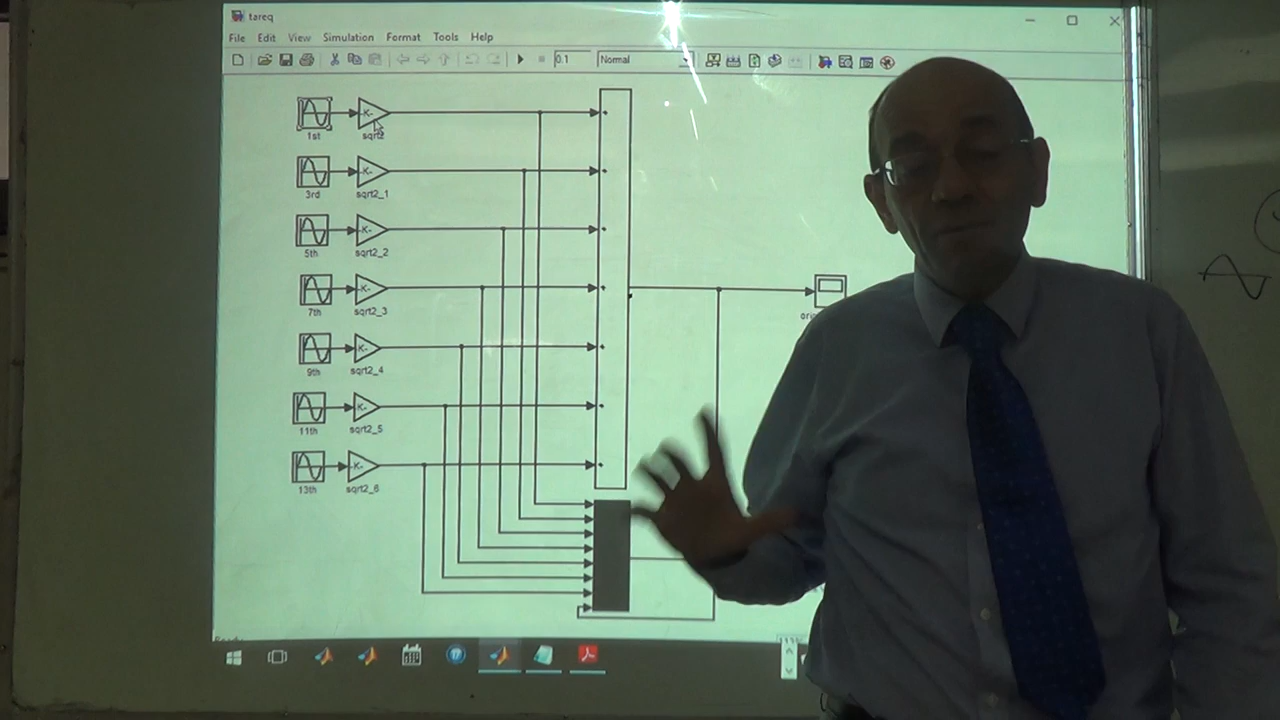 tareq
File Edit View Simulation Format Tools Help
0.1 Normal
-K-
1st
sqrt2
-K-
3rd
sqrt2_1
-K-
5th
sqrt2_2
-K-
7th
sqrt2_3
-K-
9th
sqrt2_4
-K-
11th
sqrt2_5
-K-
13th
sqrt2_6